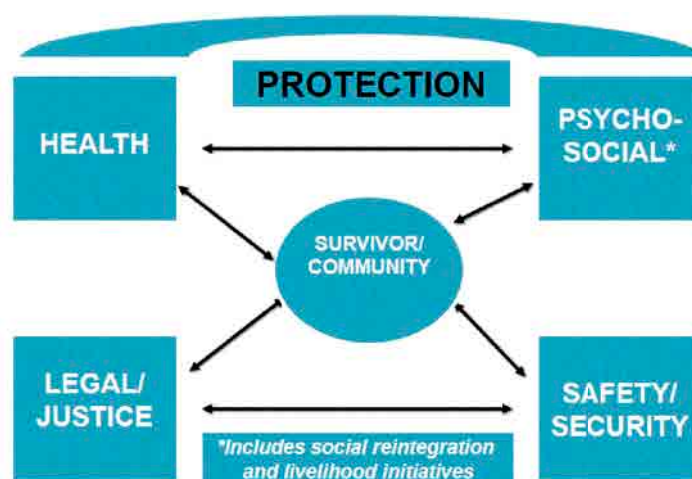 PROTECTION
HEALTH
PSYCHO-
SOCIAL*
SURVIVOR/
COMMUNITY
LEGAL/
JUSTICE
SAFETY/
SECURITY
*Includes social reintegration
and livelihood initiatives